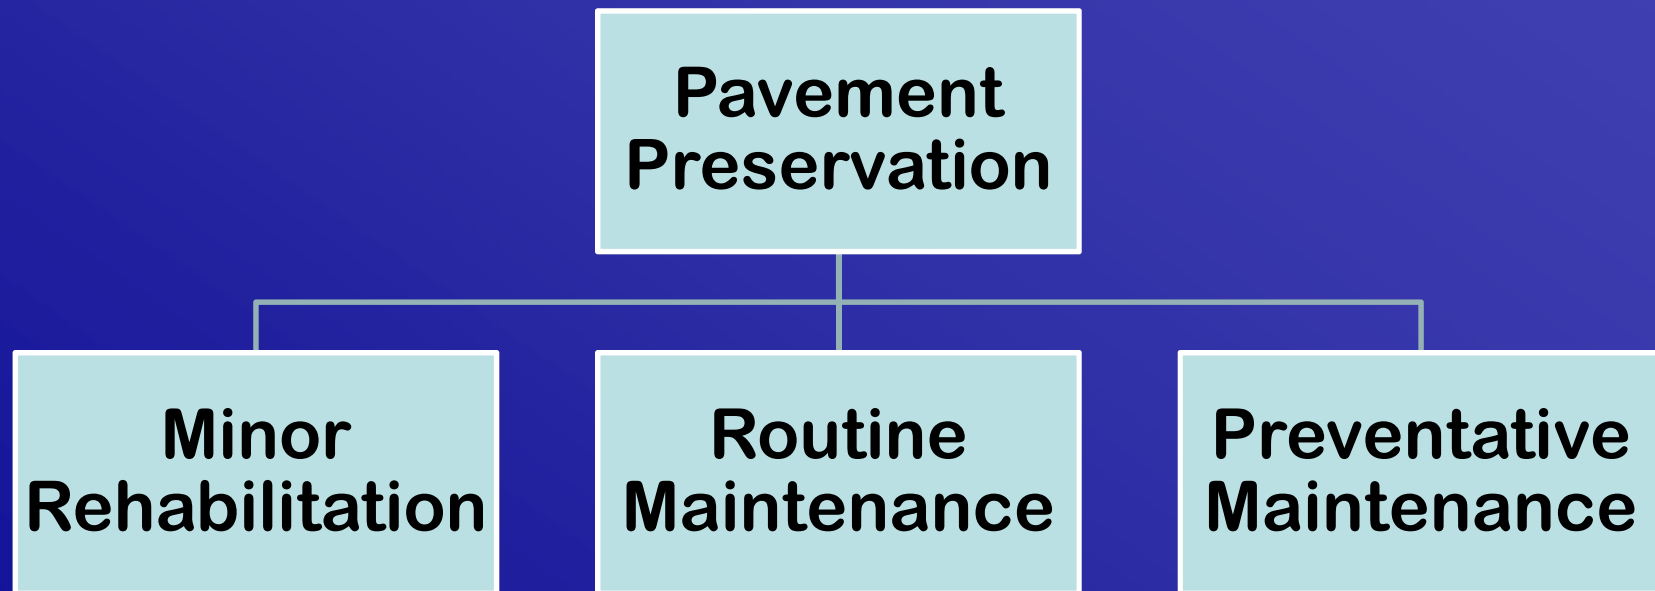 Pavement
Preservation
Minor
Rehabilitation
Routine
Maintenance
Preventative
Maintenance